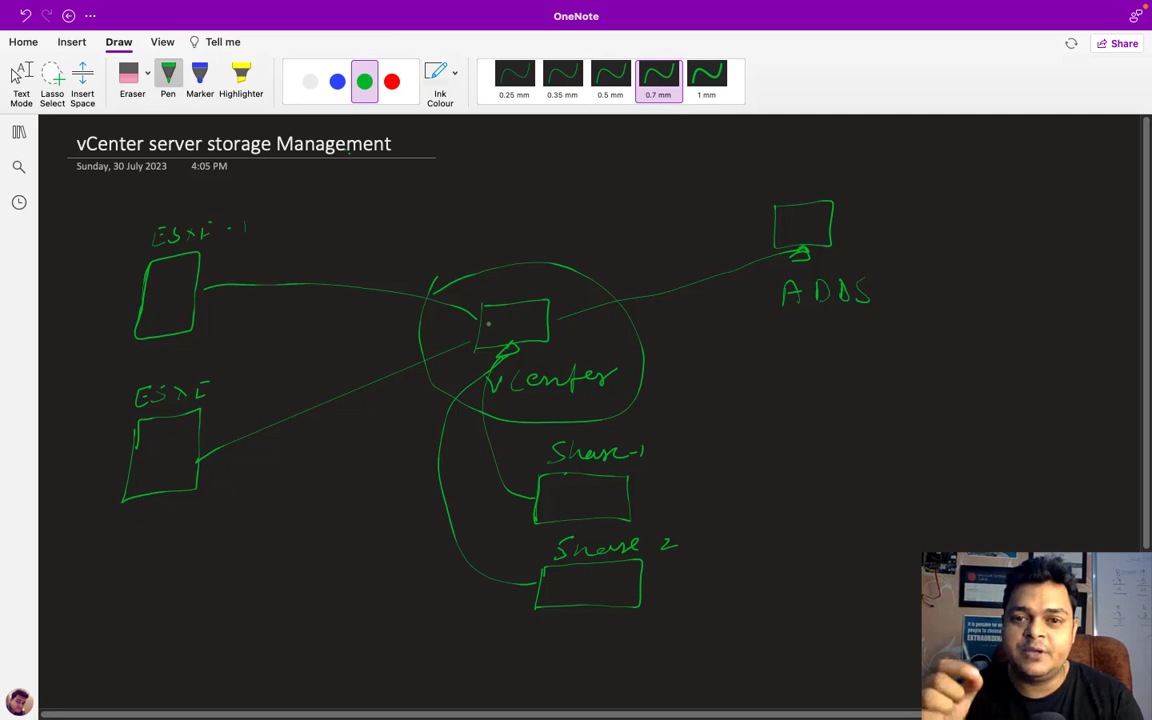 OneNote
Home Insert Draw View Tell me
Share
Text Mode
Lasso Select
Insert Space
Eraser
Pen
Marker
Highlighter
Ink Colour
0.25 mm
0.35 mm
0.5 mm
0.7 mm
1 mm
vCenter server storage Management
Sunday, 30 July 2023 4:05 PM
ESXI-1
ADDS
ESXI
vCenter
Share-1
Share 2
EXTRAORDINARY